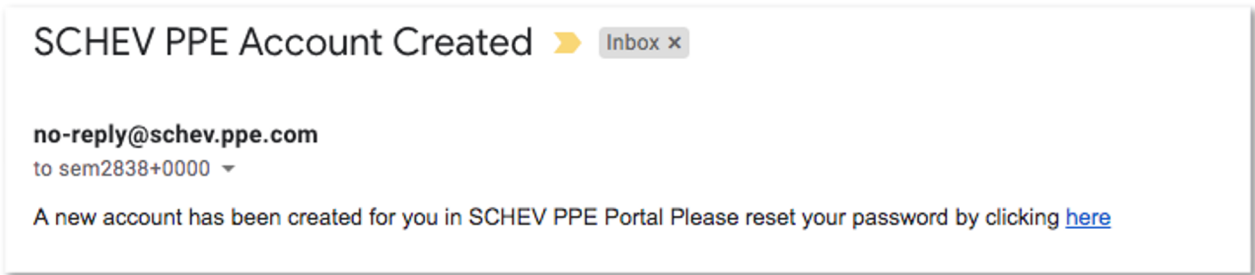 SCHEV PPE Account Created Inbox ×
no-reply@schev.ppe.com
to sem2838+0000
A new account has been created for you in SCHEV PPE Portal Please reset your password by clicking here